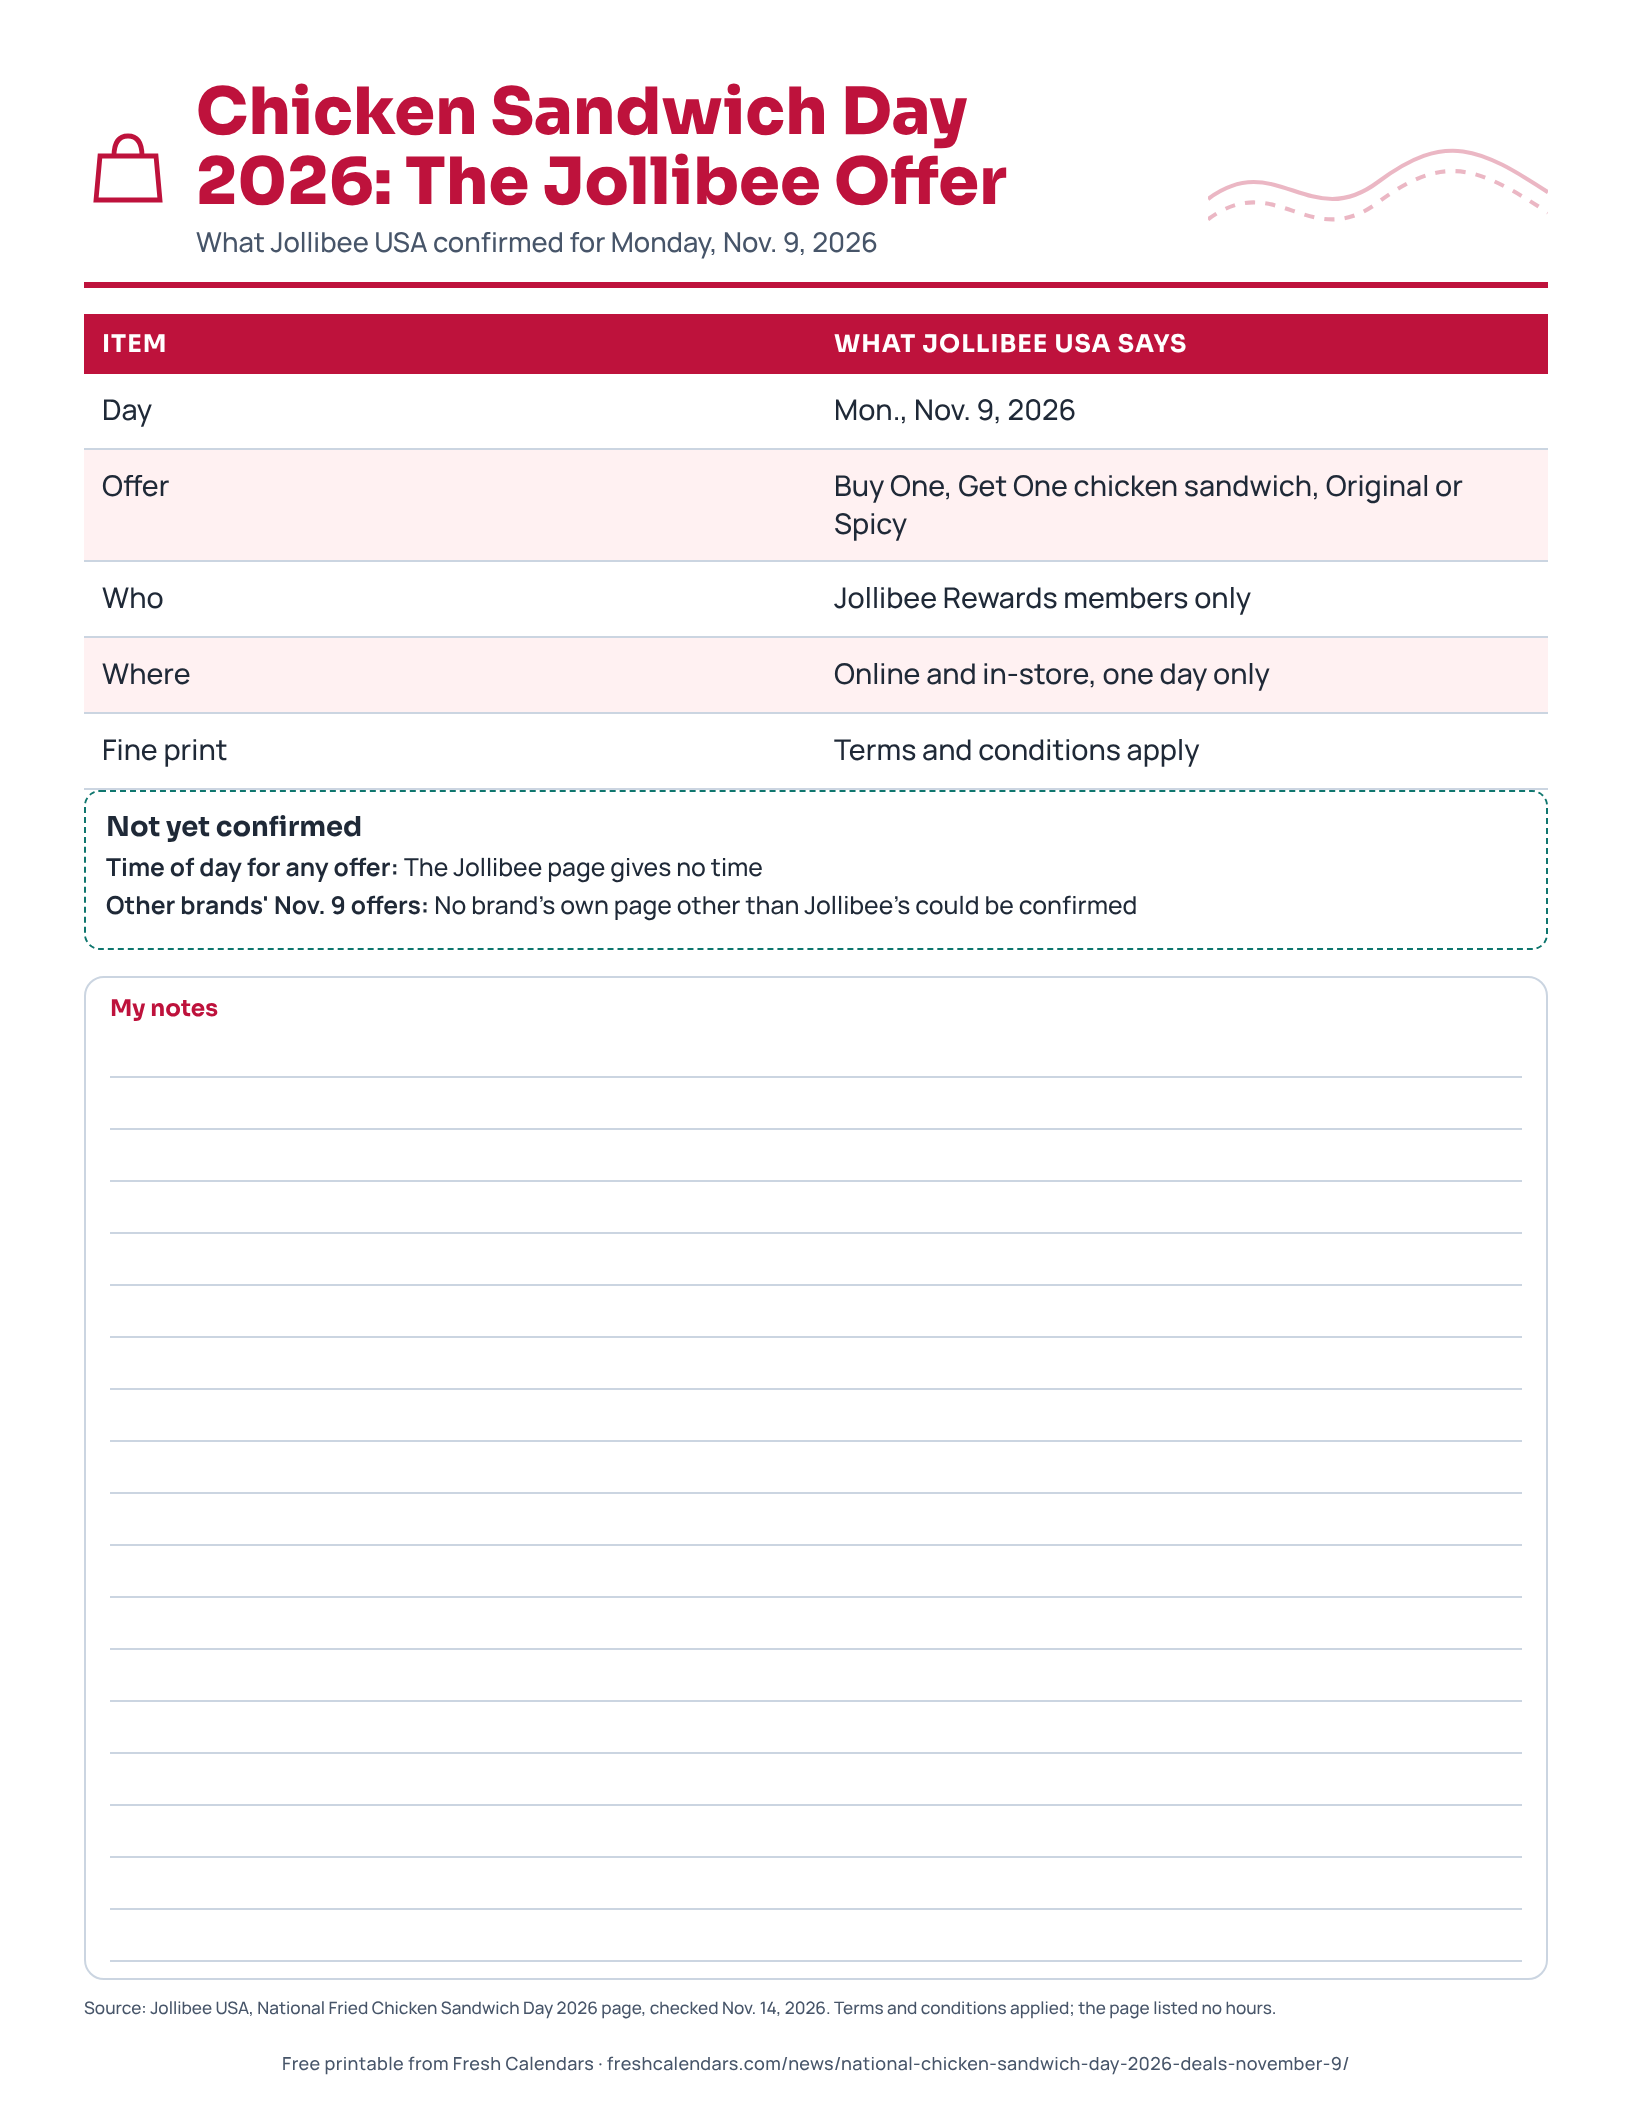 Chicken Sandwich Day
2026: The Jollibee Offer
What Jollibee USA confirmed for Monday, Nov. 9, 2026
ITEM
WHAT JOLLIBEE USA SAYS
Day
Mon., Nov. 9, 2026
Offer
Buy One, Get One chicken sandwich, Original or
Spicy
Who
Jollibee Rewards members only
Where
Online and in-store, one day only
Fine print
Terms and conditions apply
Not yet confirmed
Time of day for any offer: The Jollibee page gives no time
Other brands' Nov. 9 offers: No brand’s own page other than Jollibee’s could be confirmed
My notes
Source: Jollibee USA, National Fried Chicken Sandwich Day 2026 page, checked Nov. 14, 2026. Terms and conditions applied; the page listed no hours.
Free printable from Fresh Calendars · freshcalendars.com/news/national-chicken-sandwich-day-2026-deals-november-9/